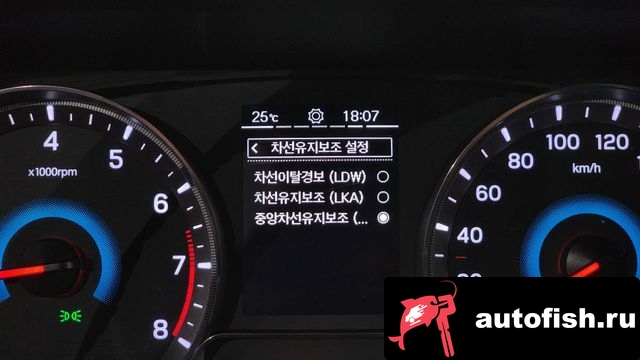 25℃ 18:07
< 차선유지보조 설정
차선이탈경보 (LDW)
차선유지보조 (LKA)
중앙차선유지보조 (...
4
5
6
7
8
x1000rpm
40
60
80
100
120
km/h
autofish.ru